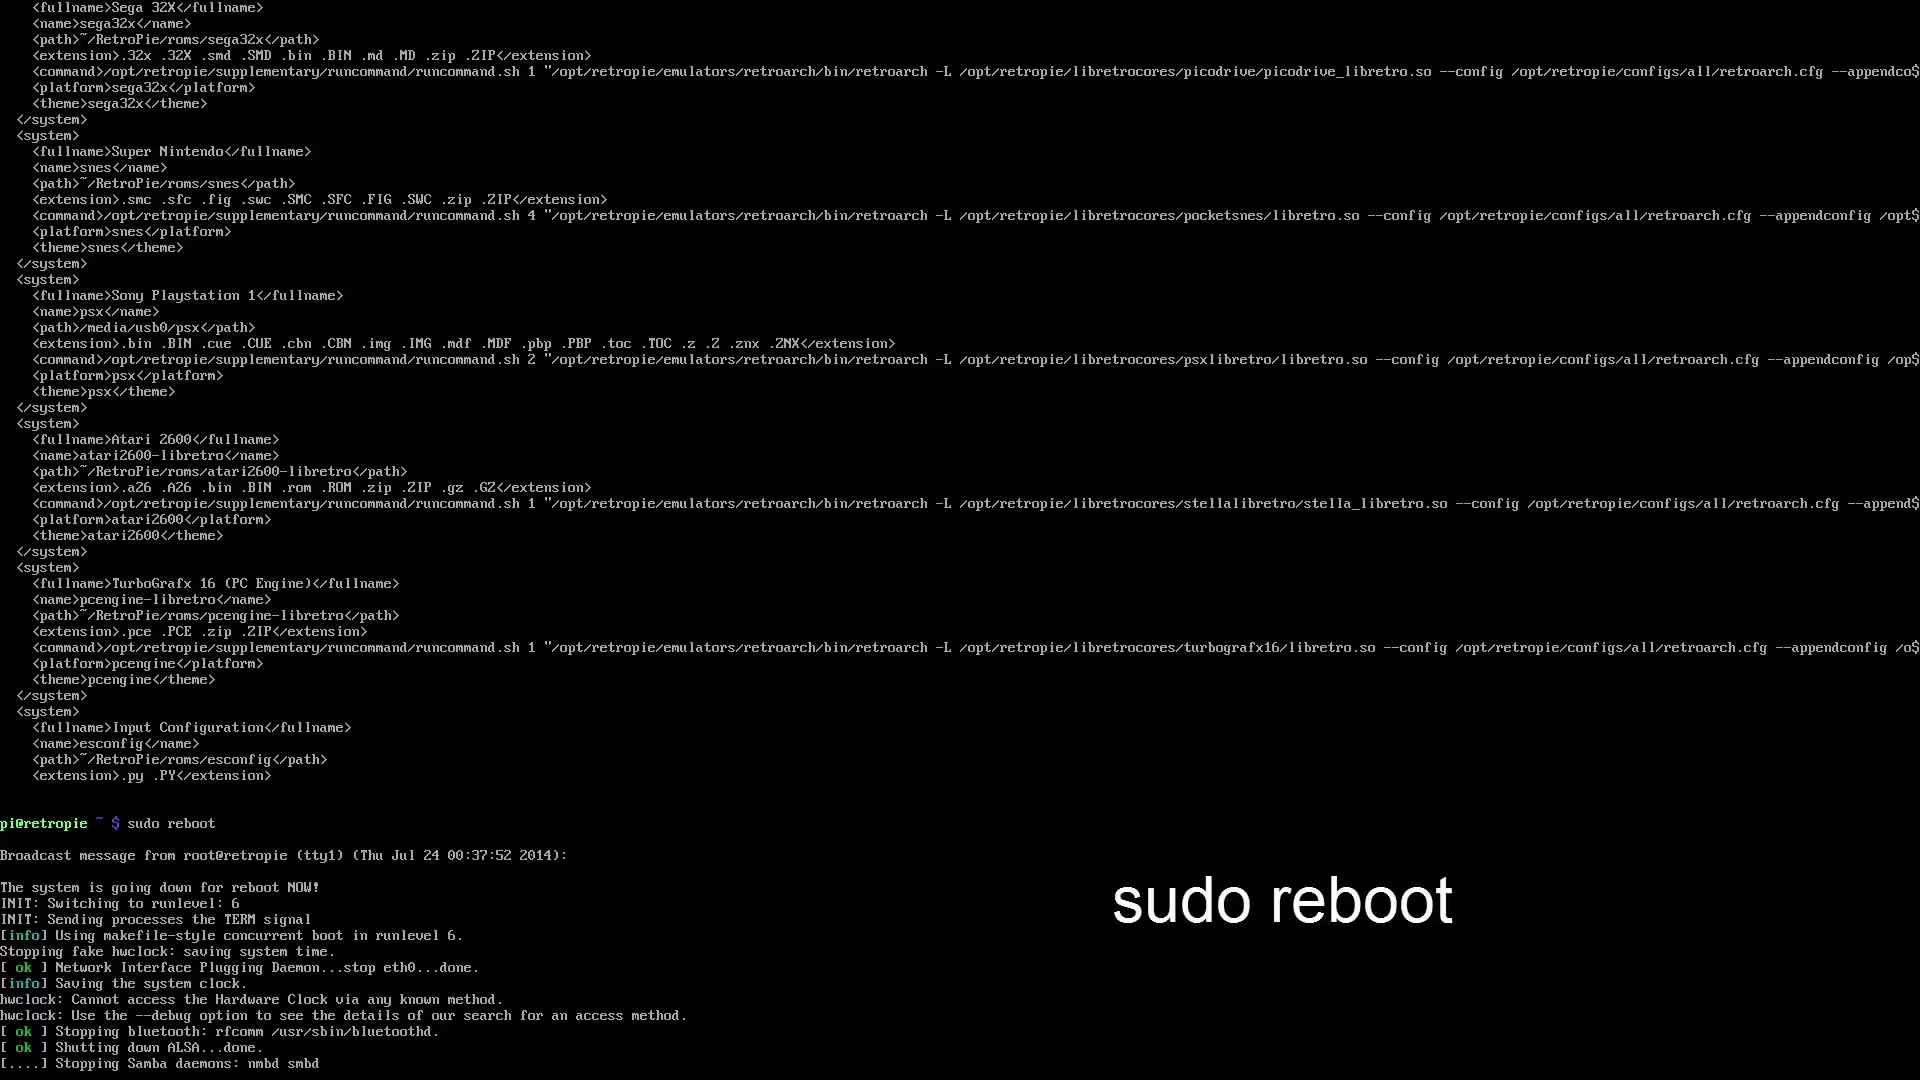 <fullname>Sega 32X</fullname>
    <name>sega32x</name>
    <path>~/RetroPie/roms/sega32x</path>
    <extension>.32x .32X .smd .SMD .bin .BIN .md .MD .zip .ZIP</extension>
    <command>/opt/retropie/supplementary/runcommand/runcommand.sh 1 "/opt/retropie/emulators/retroarch/bin/retroarch -L /opt/retropie/libretrocores/picodrive/picodrive_libretro.so --config /opt/retropie/configs/all/retroarch.cfg --appendco$
    <platform>sega32x</platform>
    <theme>sega32x</theme>
  </system>
  <system>
    <fullname>Super Nintendo</fullname>
    <name>snes</name>
    <path>~/RetroPie/roms/snes</path>
    <extension>.smc .sfc .fig .swc .SMC .SFC .FIG .SWC .zip .ZIP</extension>
    <command>/opt/retropie/supplementary/runcommand/runcommand.sh 4 "/opt/retropie/emulators/retroarch/bin/retroarch -L /opt/retropie/libretrocores/pocketsnes/libretro.so --config /opt/retropie/configs/all/retroarch.cfg --appendconfig /opt$
    <platform>snes</platform>
    <theme>snes</theme>
  </system>
  <system>
    <fullname>Sony Playstation 1</fullname>
    <name>psx</name>
    <path>/media/usb0/psx</path>
    <extension>.bin .BIN .cue .CUE .cbn .CBN .img .IMG .mdf .MDF .pbp .PBP .toc .TOC .z .Z .znx .ZNX</extension>
    <command>/opt/retropie/supplementary/runcommand/runcommand.sh 2 "/opt/retropie/emulators/retroarch/bin/retroarch -L /opt/retropie/libretrocores/psxlibretro/libretro.so --config /opt/retropie/configs/all/retroarch.cfg --appendconfig /op$
    <platform>psx</platform>
    <theme>psx</theme>
  </system>
  <system>
    <fullname>Atari 2600</fullname>
    <name>atari2600-libretro</name>
    <path>~/RetroPie/roms/atari2600-libretro</path>
    <extension>.a26 .A26 .bin .BIN .rom .ROM .zip .ZIP .gz .GZ</extension>
    <command>/opt/retropie/supplementary/runcommand/runcommand.sh 1 "/opt/retropie/emulators/retroarch/bin/retroarch -L /opt/retropie/libretrocores/stellalibretro/stella_libretro.so --config /opt/retropie/configs/all/retroarch.cfg --append$
    <platform>atari2600</platform>
    <theme>atari2600</theme>
  </system>
  <system>
    <fullname>TurboGrafx 16 (PC Engine)</fullname>
    <name>pcengine-libretro</name>
    <path>~/RetroPie/roms/pcengine-libretro</path>
    <extension>.pce .PCE .zip .ZIP</extension>
    <command>/opt/retropie/supplementary/runcommand/runcommand.sh 1 "/opt/retropie/emulators/retroarch/bin/retroarch -L /opt/retropie/libretrocores/turbografx16/libretro.so --config /opt/retropie/configs/all/retroarch.cfg --appendconfig /o$
    <platform>pcengine</platform>
    <theme>pcengine</theme>
  </system>
  <system>
    <fullname>Input Configuration</fullname>
    <name>esconfig</name>
    <path>~/RetroPie/roms/esconfig</path>
    <extension>.py .PY</extension>
pi@retropie ~ $ sudo reboot
Broadcast message from root@retropie (tty1) (Thu Jul 24 00:37:52 2014):
The system is going down for reboot NOW!
INIT: Switching to runlevel: 6
INIT: Sending processes the TERM signal
[info] Using makefile-style concurrent boot in runlevel 6.
Stopping fake hwclock: saving system time.
[ ok ] Network Interface Plugging Daemon...stop eth0...done.
[info] Saving the system clock.
hwclock: Cannot access the Hardware Clock via any known method.
hwclock: Use the --debug option to see the details of our search for an access method.
[ ok ] Stopping bluetooth: rfcomm /usr/sbin/bluetoothd.
[ ok ] Shutting down ALSA...done.
[....] Stopping Samba daemons: nmbd smbd
sudo reboot